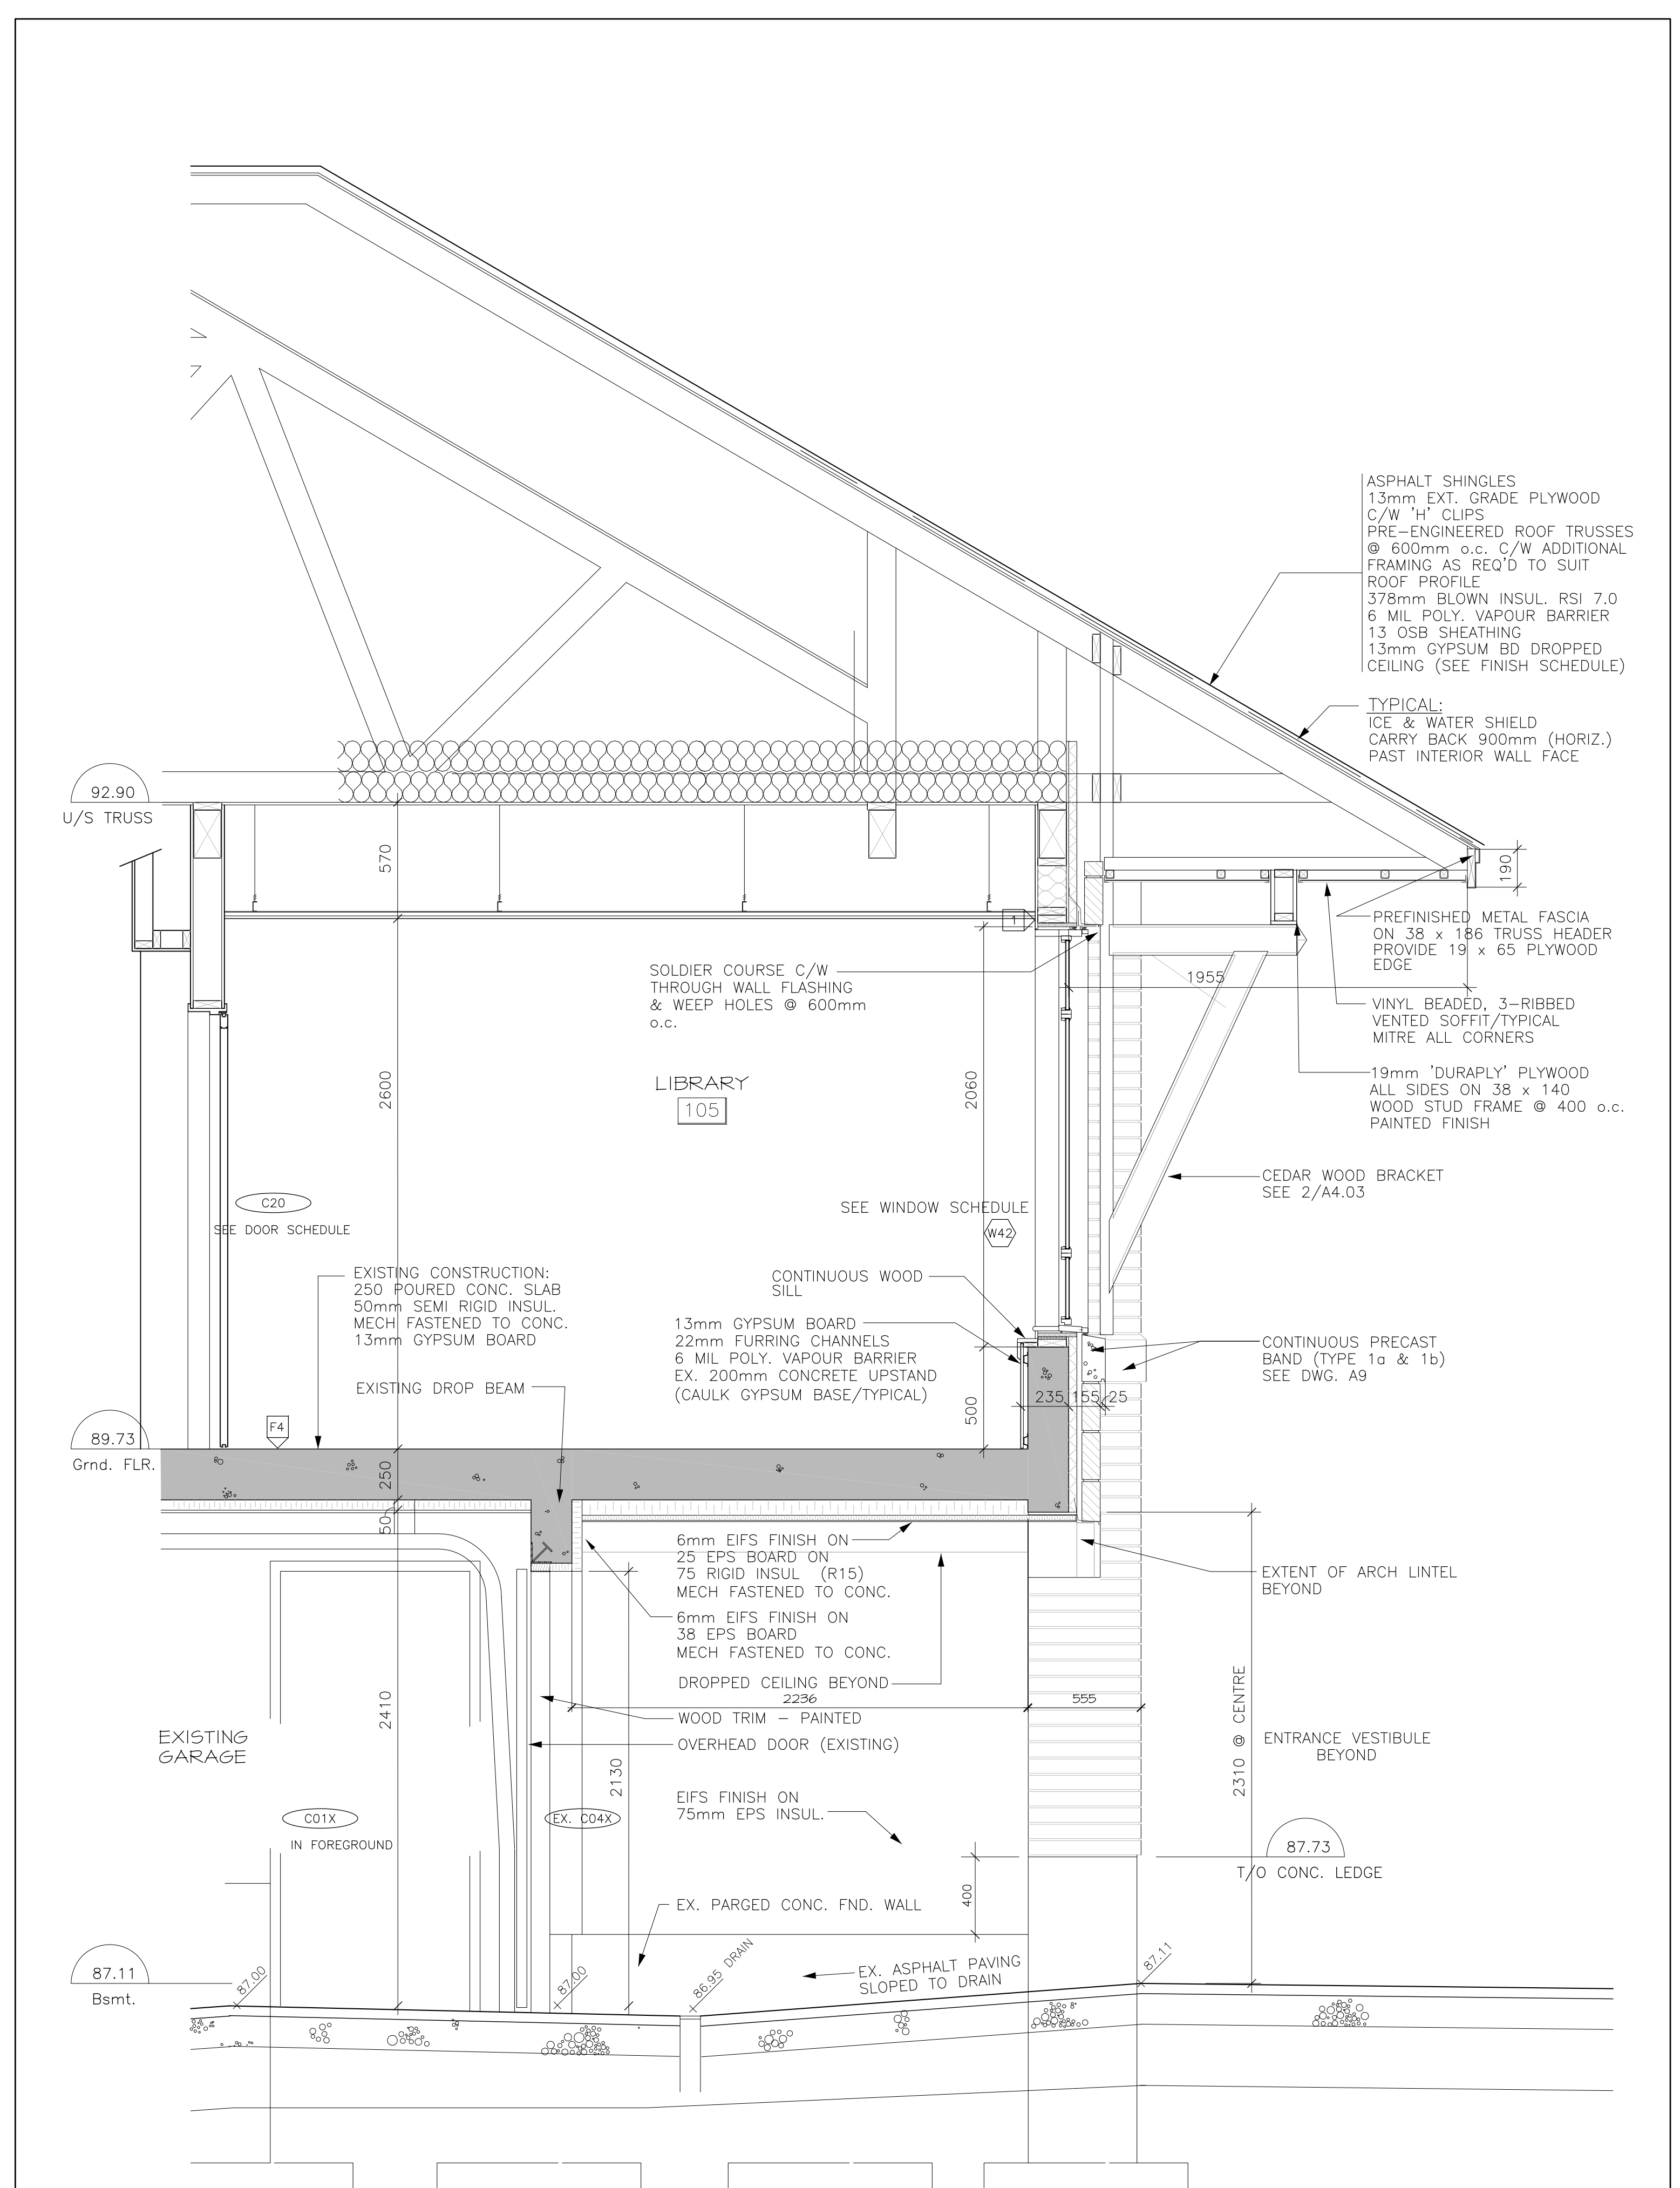 ASPHALT SHINGLES
13mm EXT. GRADE PLYWOOD
C/W 'H' CLIPS
PRE-ENGINEERED ROOF TRUSSES
@ 600mm o.c. C/W ADDITIONAL
FRAMING AS REQ'D TO SUIT
ROOF PROFILE
378mm BLOWN INSUL. RSI 7.0
6 MIL POLY. VAPOUR BARRIER
13 OSB SHEATHING
13mm GYPSUM BD DROPPED
CEILING (SEE FINISH SCHEDULE)
TYPICAL:
ICE & WATER SHIELD
CARRY BACK 900mm (HORIZ.)
PAST INTERIOR WALL FACE
92.90
U/S TRUSS
570
190
1
PREFINISHED METAL FASCIA
ON 38 x 186 TRUSS HEADER
PROVIDE 19 x 65 PLYWOOD
EDGE
SOLDIER COURSE C/W
THROUGH WALL FLASHING
& WEEP HOLES @ 600mm
o.c.
1955
VINYL BEADED, 3-RIBBED
VENTED SOFFIT/TYPICAL
MITRE ALL CORNERS
19mm 'DURAPLY' PLYWOOD
ALL SIDES ON 38 x 140
WOOD STUD FRAME @ 400 o.c.
PAINTED FINISH
2600
LIBRARY
105
2060
CEDAR WOOD BRACKET
SEE 2/A4.03
C20
SEE DOOR SCHEDULE
SEE WINDOW SCHEDULE
W42
EXISTING CONSTRUCTION:
250 POURED CONC. SLAB
50mm SEMI RIGID INSUL.
MECH FASTENED TO CONC.
13mm GYPSUM BOARD
CONTINUOUS WOOD
SILL
13mm GYPSUM BOARD
22mm FURRING CHANNELS
6 MIL POLY. VAPOUR BARRIER
EX. 200mm CONCRETE UPSTAND
(CAULK GYPSUM BASE/TYPICAL)
CONTINUOUS PRECAST
BAND (TYPE 1a & 1b)
SEE DWG. A9
EXISTING DROP BEAM
235 155 25
500
F4
89.73
Grnd. FLR.
250
50
6mm EIFS FINISH ON
25 EPS BOARD ON
75 RIGID INSUL (R15)
MECH FASTENED TO CONC.
EXTENT OF ARCH LINTEL
BEYOND
6mm EIFS FINISH ON
38 EPS BOARD
MECH FASTENED TO CONC.
DROPPED CEILING BEYOND
2236
555
2410
WOOD TRIM - PAINTED
OVERHEAD DOOR (EXISTING)
EXISTING
GARAGE
2310 @ CENTRE
ENTRANCE VESTIBULE
BEYOND
2130
EIFS FINISH ON
75mm EPS INSUL.
C01X
IN FOREGROUND
EX. C04X
87.73
T/O CONC. LEDGE
400
EX. PARGED CONC. FND. WALL
87.11
Bsmt.
87.00
87.00
86.95 DRAIN
EX. ASPHALT PAVING
SLOPED TO DRAIN
87.11